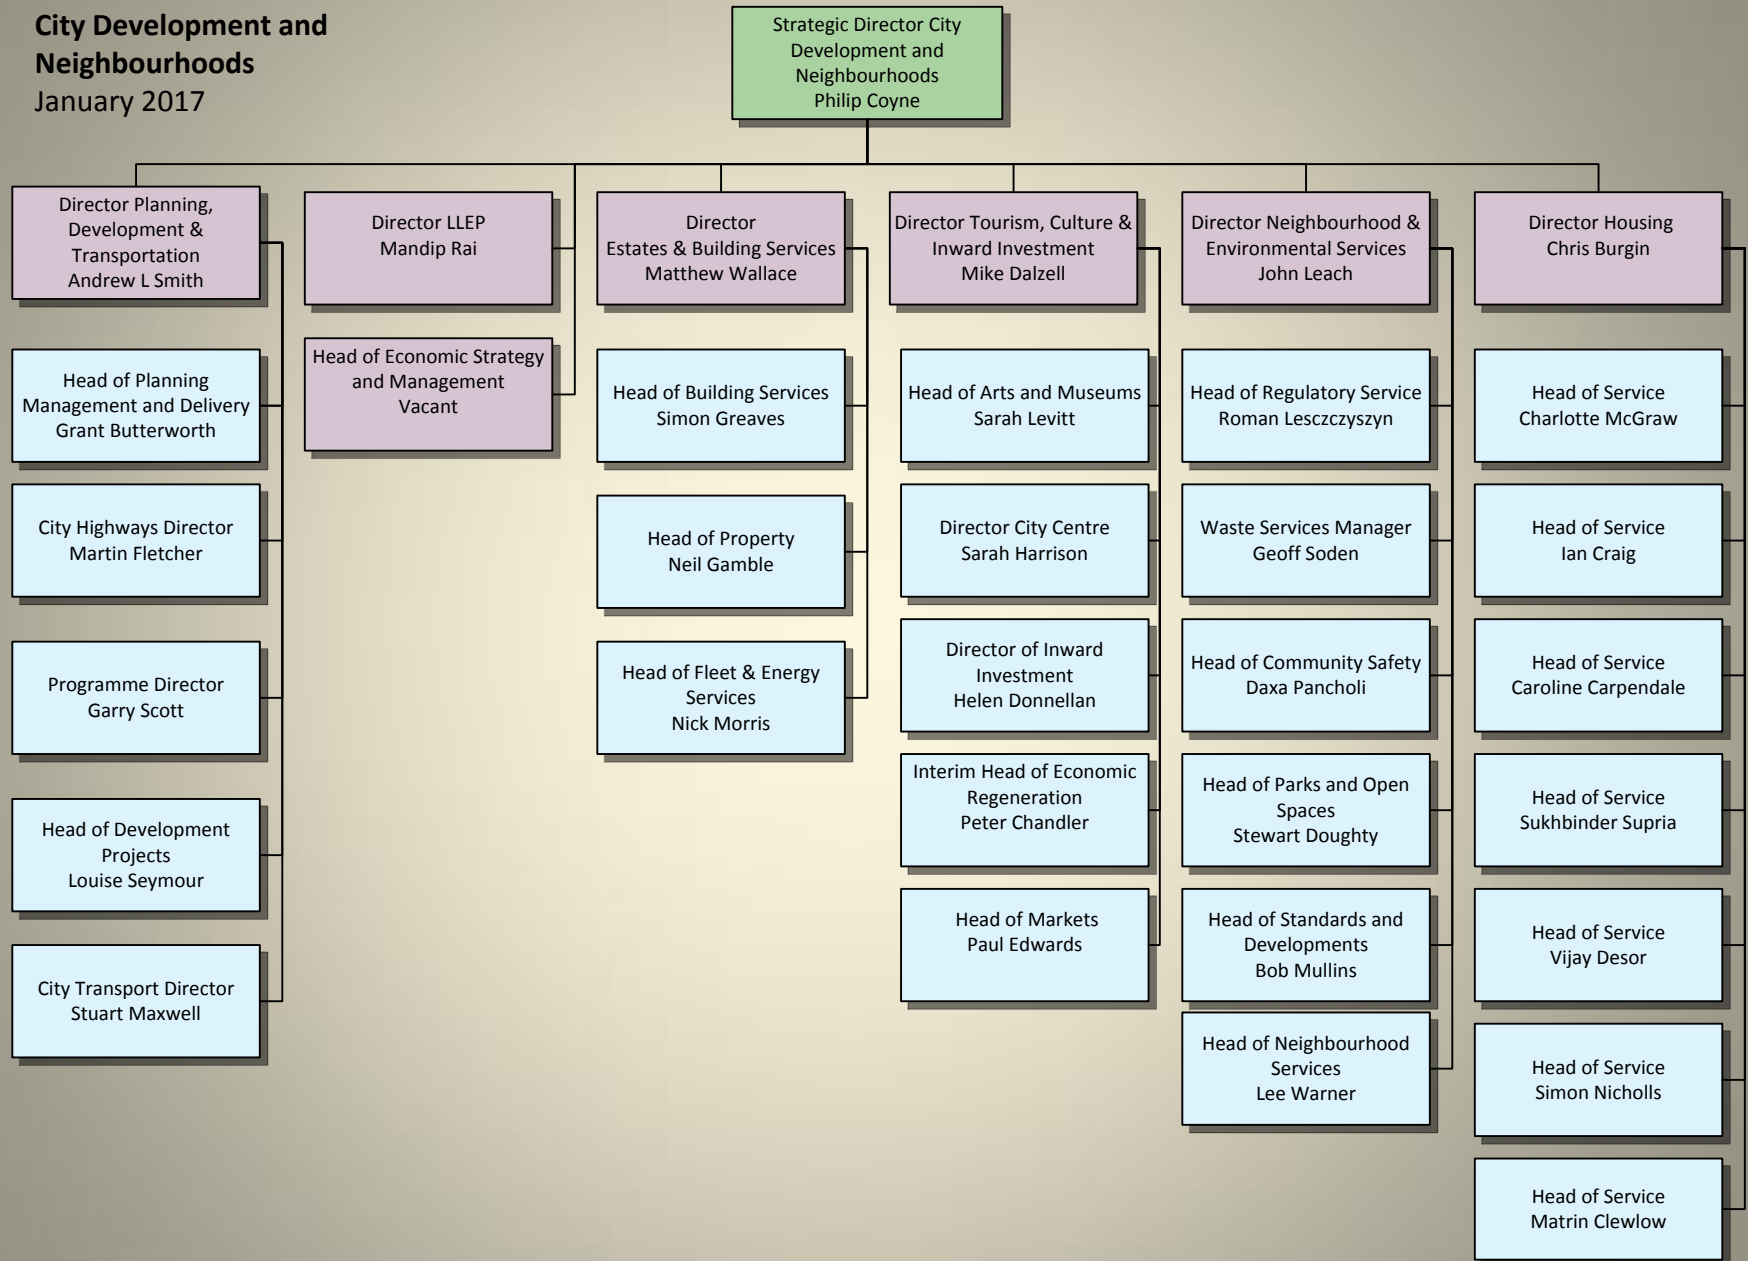 City Development and
Neighbourhoods
January 2017
Strategic Director City
Development and
Neighbourhoods
Philip Coyne
Director Planning,
Development &
Transportation
Andrew L Smith
Head of Planning
Management and Delivery
Grant Butterworth
City Highways Director
Martin Fletcher
Programme Director
Garry Scott
Head of Development
Projects
Louise Seymour
City Transport Director
Stuart Maxwell
Director LLEP
Mandip Rai
Head of Economic Strategy
and Management
Vacant
Director
Estates & Building Services
Matthew Wallace
Head of Building Services
Simon Greaves
Head of Property
Neil Gamble
Head of Fleet & Energy
Services
Nick Morris
Director Tourism, Culture &
Inward Investment
Mike Dalzell
Head of Arts and Museums
Sarah Levitt
Director City Centre
Sarah Harrison
Director of Inward
Investment
Helen Donnellan
Interim Head of Economic
Regeneration
Peter Chandler
Head of Markets
Paul Edwards
Director Neighbourhood &
Environmental Services
John Leach
Head of Regulatory Service
Roman Lesczczyszyn
Waste Services Manager
Geoff Soden
Head of Community Safety
Daxa Pancholi
Head of Parks and Open
Spaces
Stewart Doughty
Head of Standards and
Developments
Bob Mullins
Head of Neighbourhood
Services
Lee Warner
Director Housing
Chris Burgin
Head of Service
Charlotte McGraw
Head of Service
Ian Craig
Head of Service
Caroline Carpendale
Head of Service
Sukhbinder Supria
Head of Service
Vijay Desor
Head of Service
Simon Nicholls
Head of Service
Matrin Clewlow